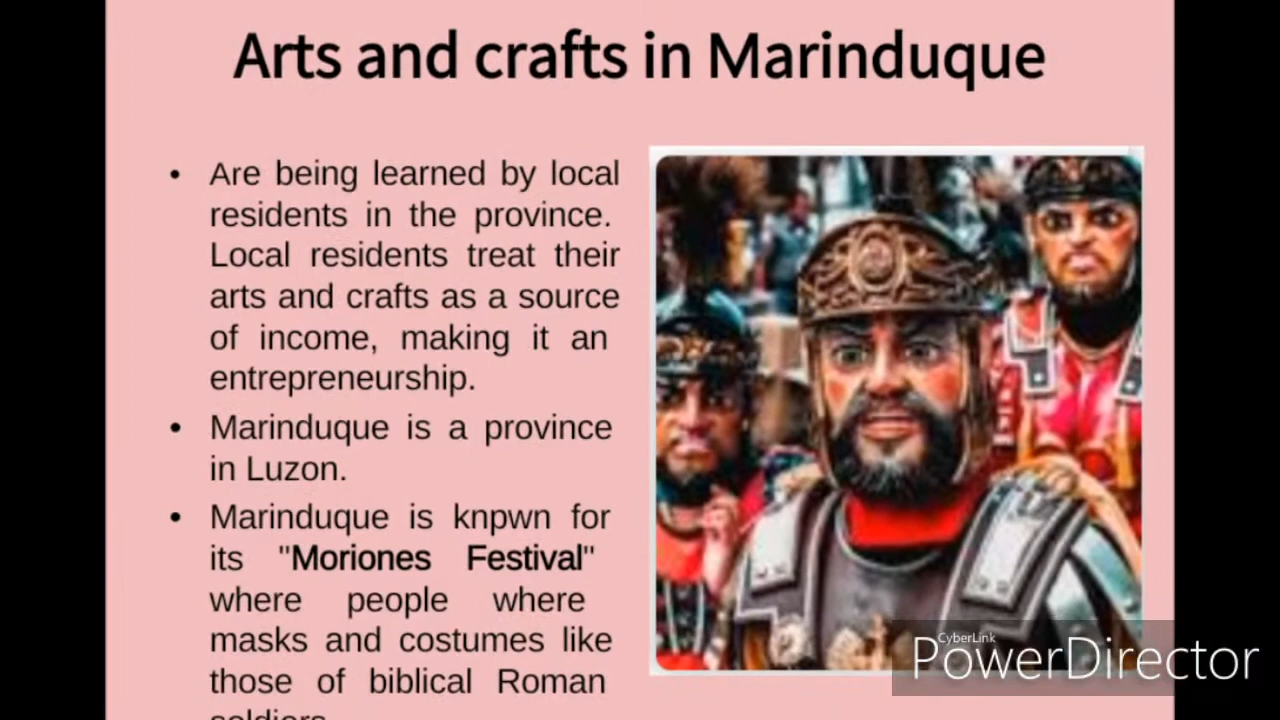 Arts and crafts in Marinduque
• Are being learned by local
residents in the province.
Local residents treat their
arts and crafts as a source
of income, making it an
entrepreneurship.
• Marinduque is a province
in Luzon.
• Marinduque is knpwn for
its "Moriones Festival"
where people where
masks and costumes like
those of biblical Roman
soldiers
CyberLink
PowerDirector